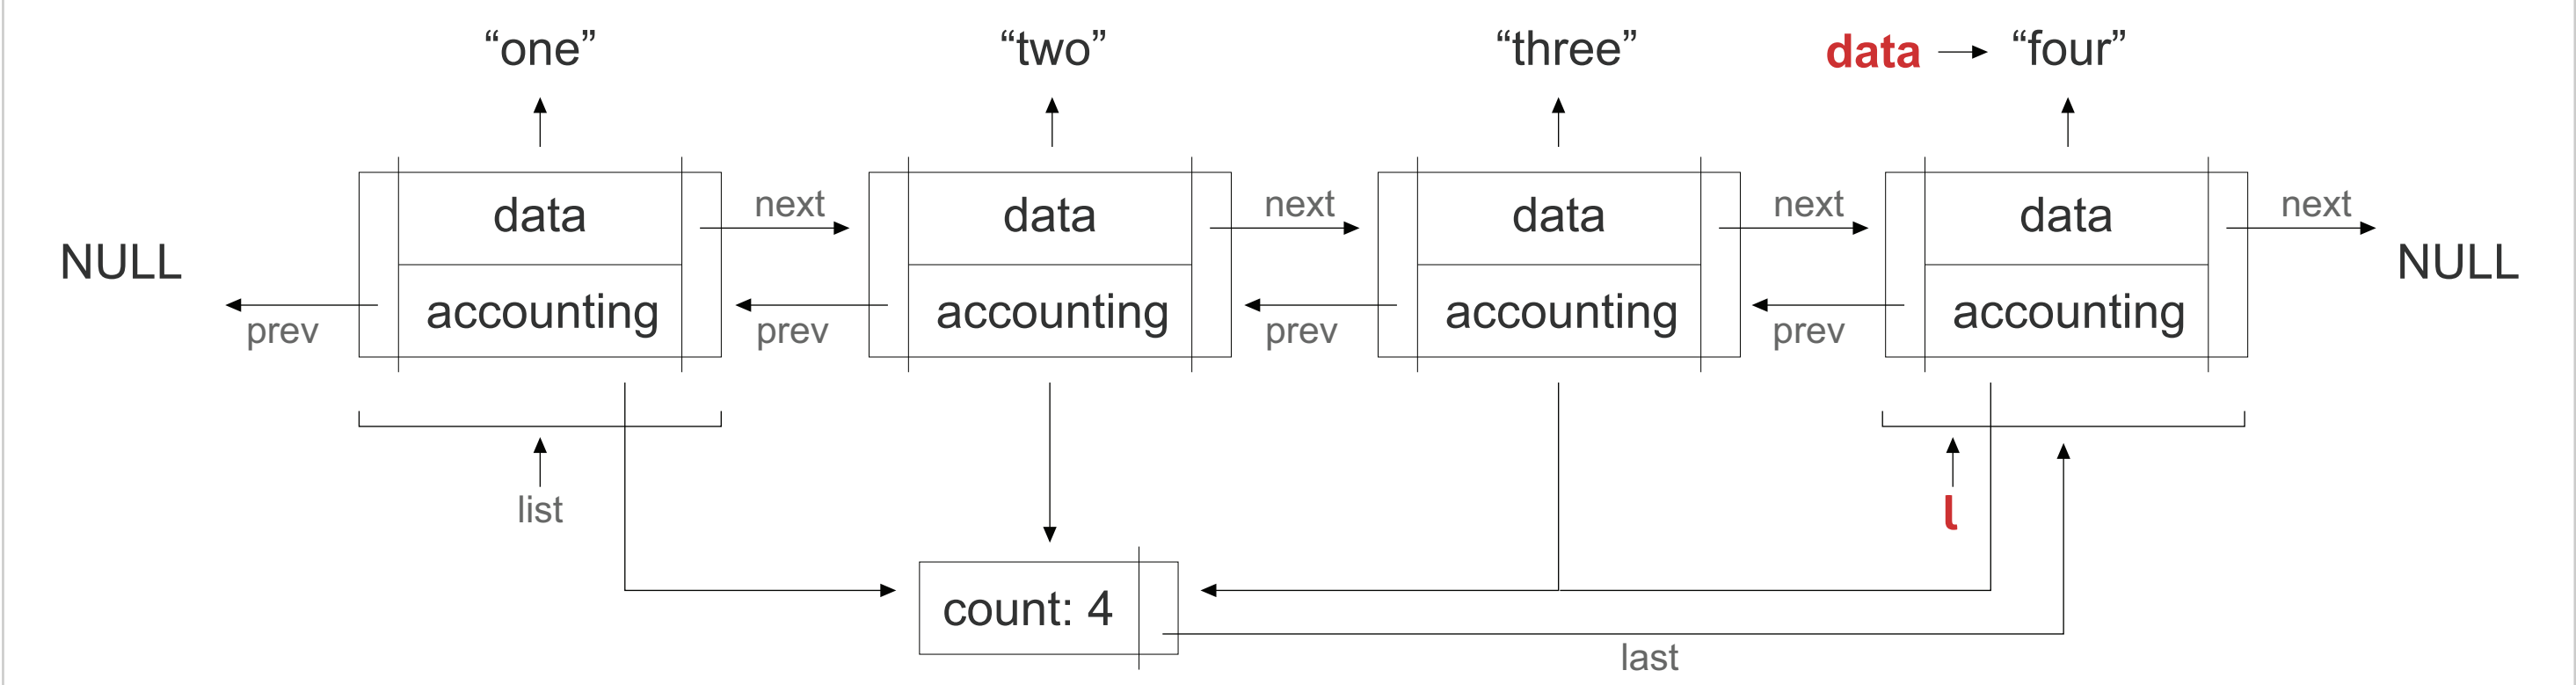 “one” “two” “three” data “four”
data next data next data next data next
NULL NULL
accounting accounting accounting accounting
prev prev prev prev
list l
count: 4
last